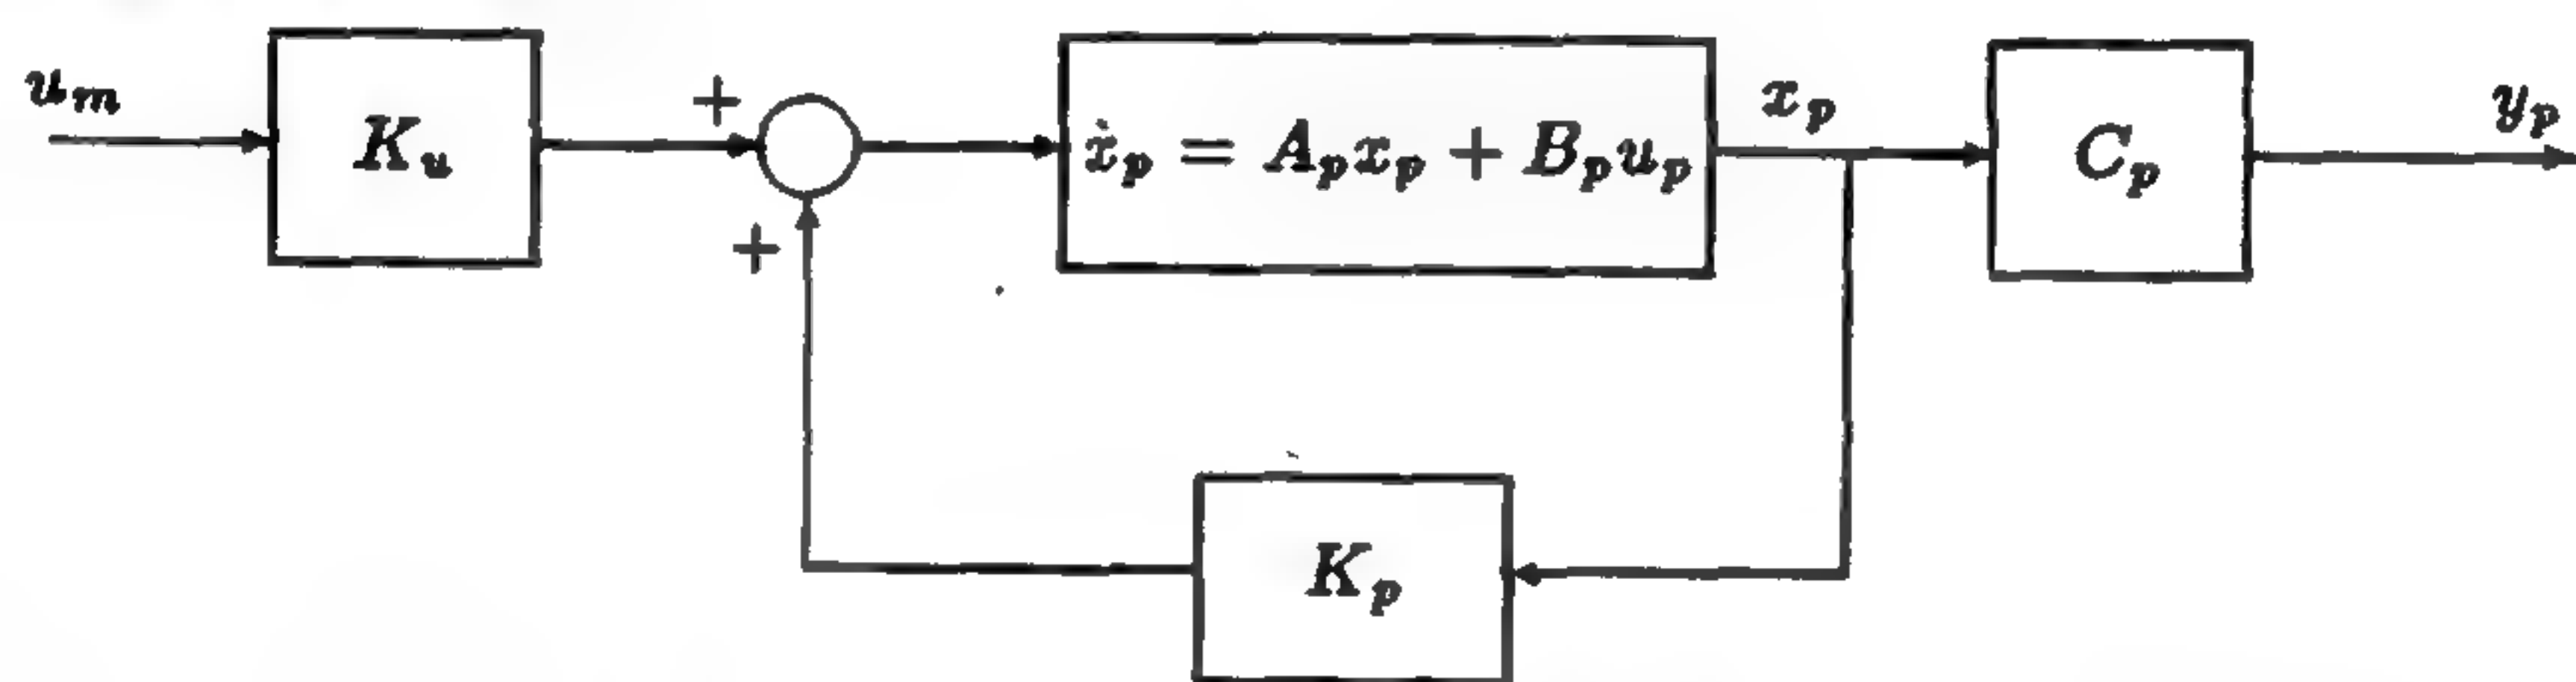 u_m
K_u
+
ẋ_p = A_p x_p + B_p u_p
x_p
C_p
y_p
+
K_p